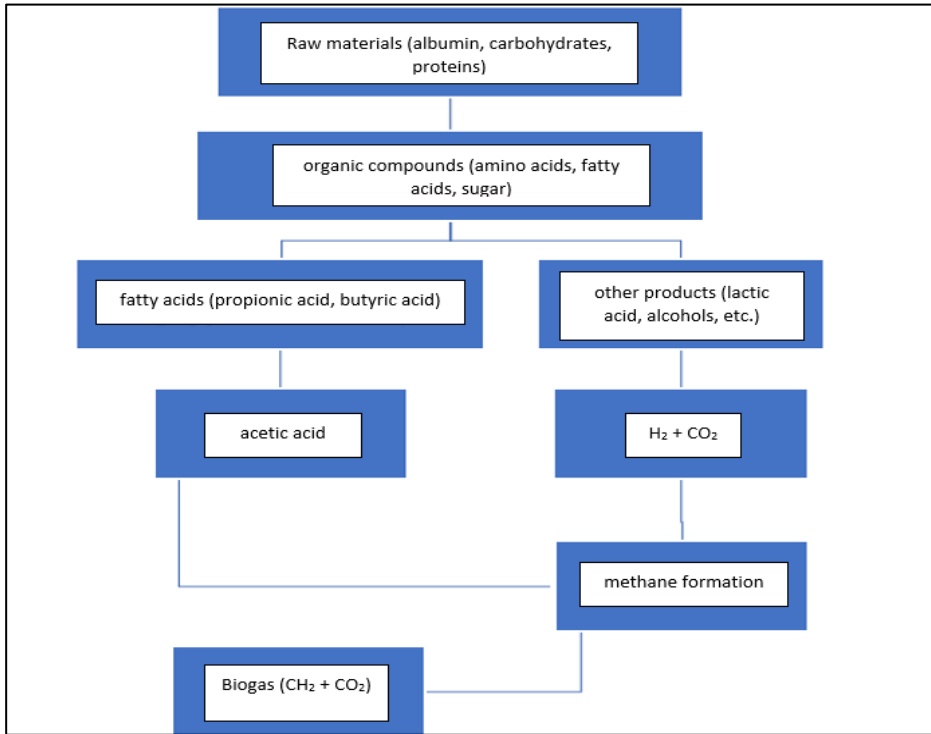 Raw materials (albumin, carbohydrates,
proteins)
organic compounds (amino acids, fatty
acids, sugar)
fatty acids (propionic acid, butyric acid)
other products (lactic
acid, alcohols, etc.)
acetic acid
H₂ + CO₂
methane formation
Biogas (CH₂ + CO₂)